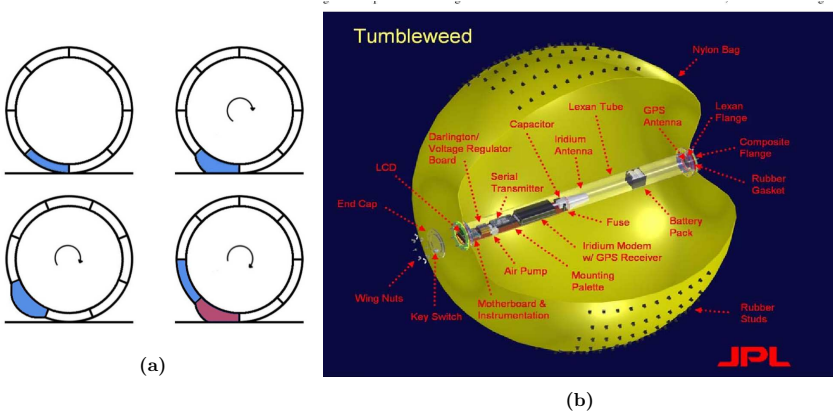 Tumbleweed
Nylon Bag
Lexan Tube
Lexan
Flange
GPS
Antenna
Capacitor
Darlington/
Voltage Regulator
Board
Iridium
Antenna
Composite
Flange
LCD
Serial
Transmitter
Rubber
Gasket
End Cap
Fuse
Battery
Pack
Iridium Modem
w/ GPS Receiver
Air Pump
Mounting
Palette
Wing Nuts
Motherboard &
Instrumentation
Key Switch
Rubber
Studs
JPL
(a)
(b)